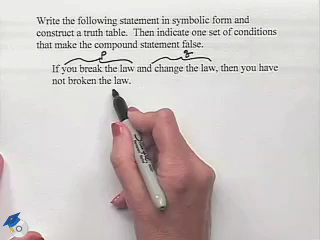 Write the following statement in symbolic form and
construct a truth table. Then indicate one set of conditions
that make the compound statement false.
p q
If you break the law and change the law, then you have
not broken the law.